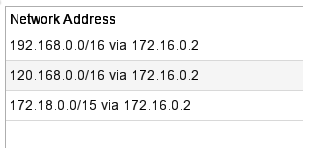 Network Address
192.168.0.0/16 via 172.16.0.2
120.168.0.0/16 via 172.16.0.2
172.18.0.0/15 via 172.16.0.2